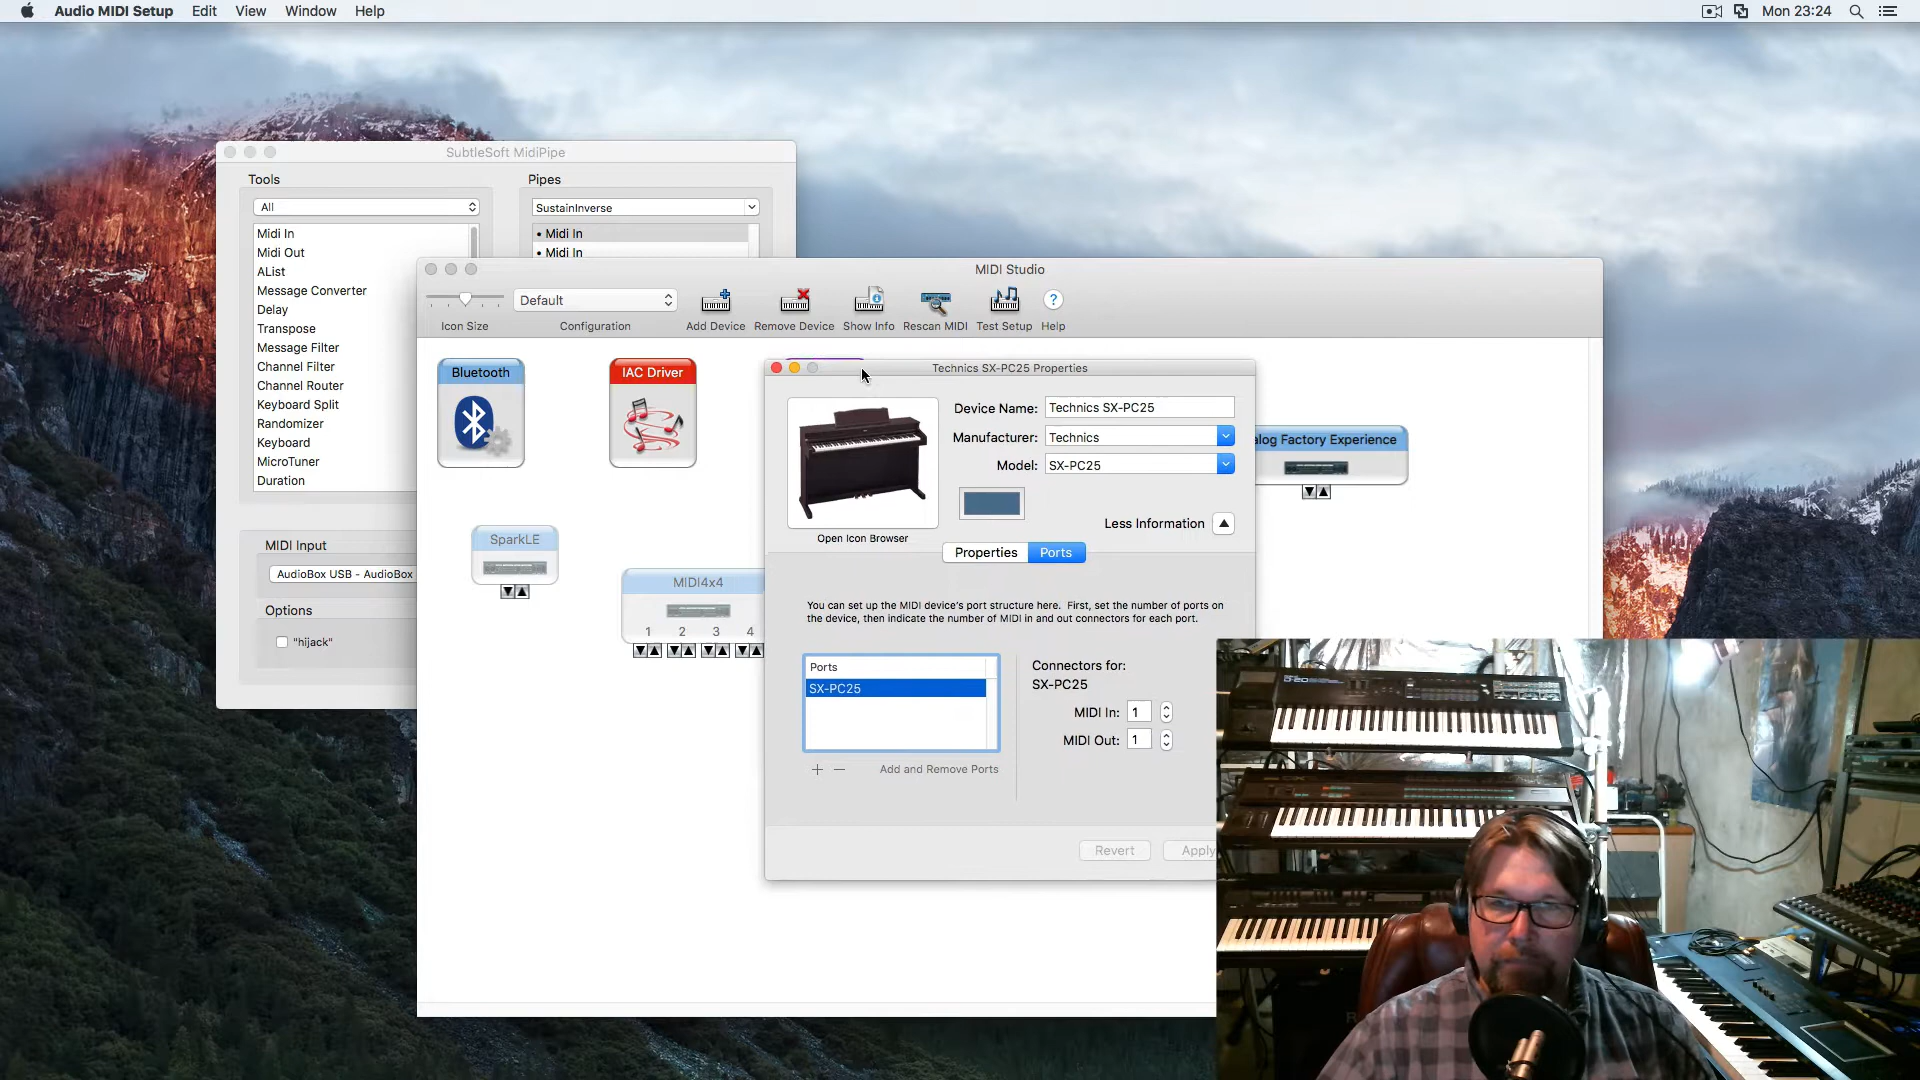 Audio MIDI Setup Edit View Window Help
Mon 23:24
SubtleSoft MidiPipe
Tools
All
Midi In
Midi Out
AList
Message Converter
Delay
Transpose
Message Filter
Channel Filter
Channel Router
Keyboard Split
Randomizer
Keyboard
MicroTuner
Duration
Pipes
SustainInverse
• Midi In
• Midi In
MIDI Input
AudioBox USB - AudioBox
Options
"hijack"
MIDI Studio
Default
Icon Size Configuration Add Device Remove Device Show Info Rescan MIDI Test Setup Help
?
Bluetooth
IAC Driver
SparkLE
MIDI4x4
1 2 3 4
alog Factory Experience
Technics SX-PC25 Properties
Device Name: Technics SX-PC25
Manufacturer: Technics
Model: SX-PC25
Less Information
Open Icon Browser
Properties Ports
You can set up the MIDI device's port structure here. First, set the number of ports on
the device, then indicate the number of MIDI in and out connectors for each port.
Ports
SX-PC25
+ − Add and Remove Ports
Connectors for:
SX-PC25
MIDI In: 1
MIDI Out: 1
Revert Apply
D-20